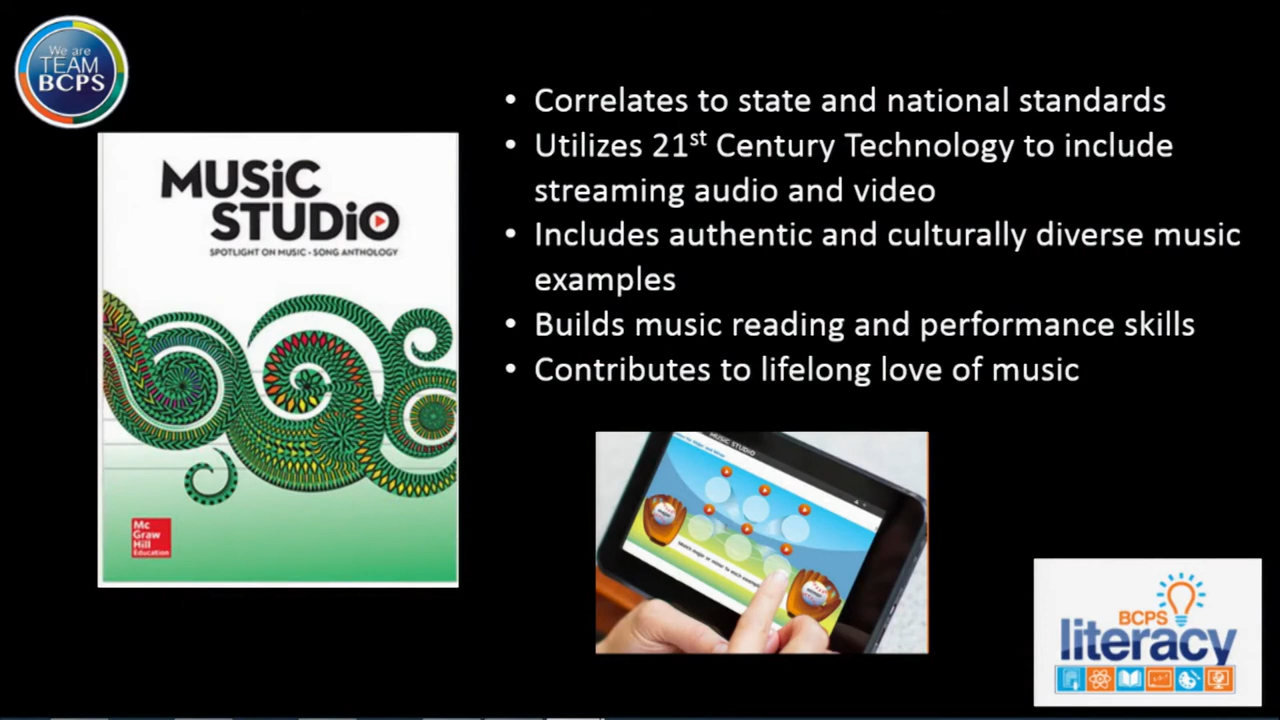 We are
TEAM
BCPS
MUSiC
STUDiO
SPOTLIGHT ON MUSIC • SONG ANTHOLOGY
Mc
Graw
Hill
Education
• Correlates to state and national standards
• Utilizes 21st Century Technology to include
streaming audio and video
• Includes authentic and culturally diverse music
examples
• Builds music reading and performance skills
• Contributes to lifelong love of music
MUSIC STUDIO
BCPS
literacy